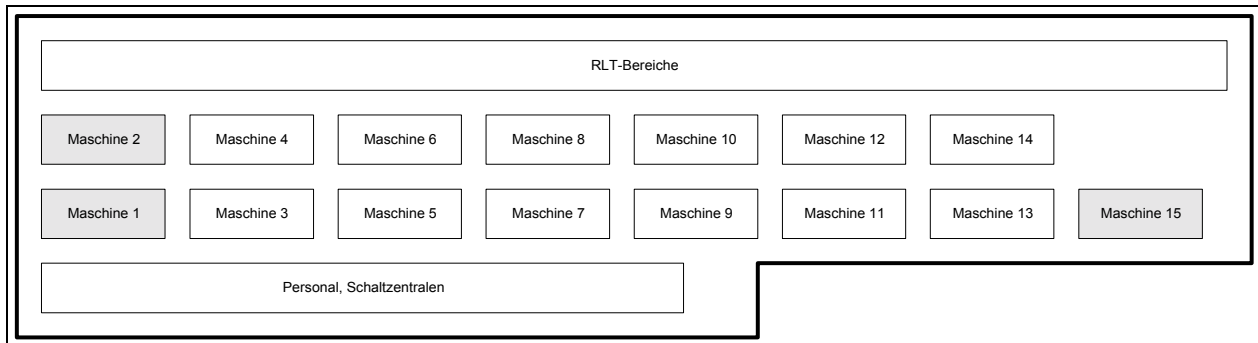 RLT-Bereiche
Maschine 2 Maschine 4 Maschine 6 Maschine 8 Maschine 10 Maschine 12 Maschine 14
Maschine 1 Maschine 3 Maschine 5 Maschine 7 Maschine 9 Maschine 11 Maschine 13 Maschine 15
Personal, Schaltzentralen